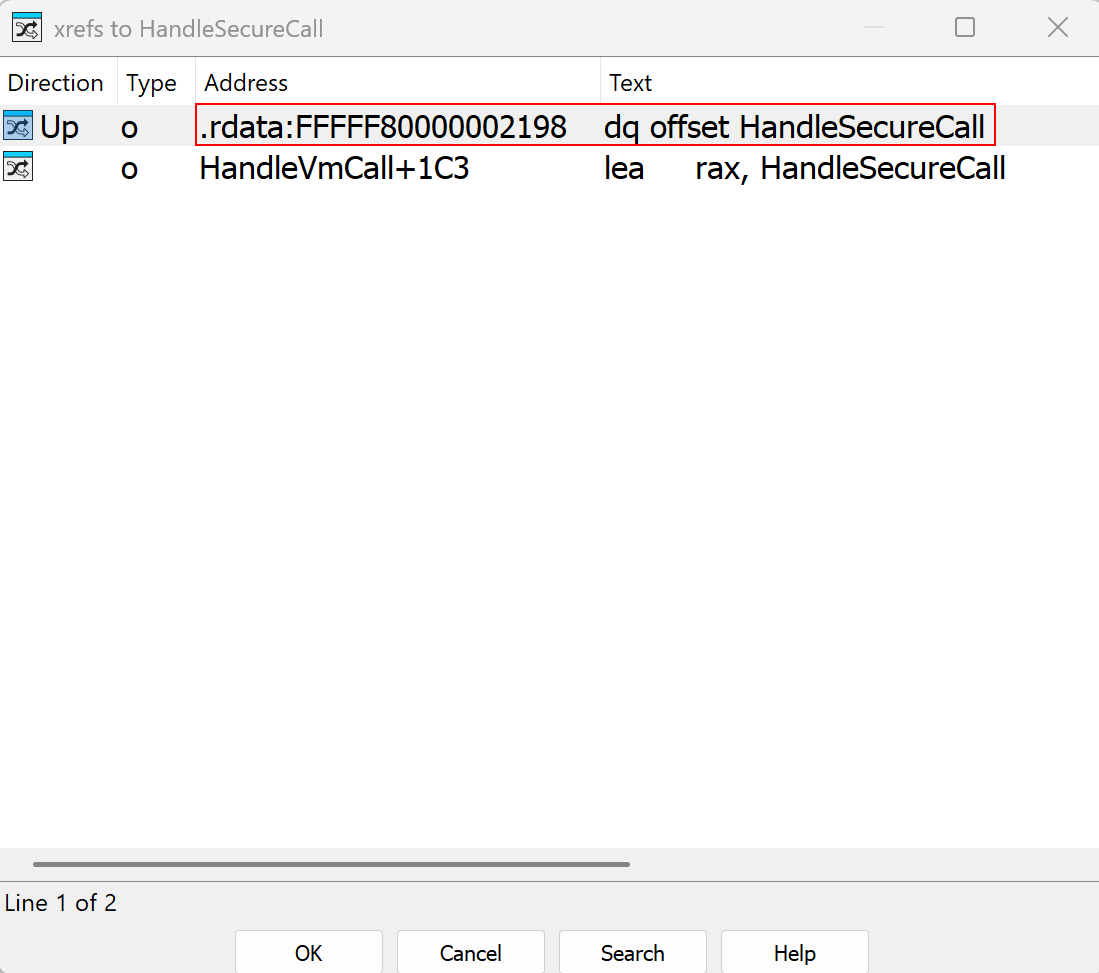 xrefs to HandleSecureCall
Direction Type Address Text
Up o .rdata:FFFFF80000002198 dq offset HandleSecureCall
o HandleVmCall+1C3 lea rax, HandleSecureCall
Line 1 of 2
OK Cancel Search Help